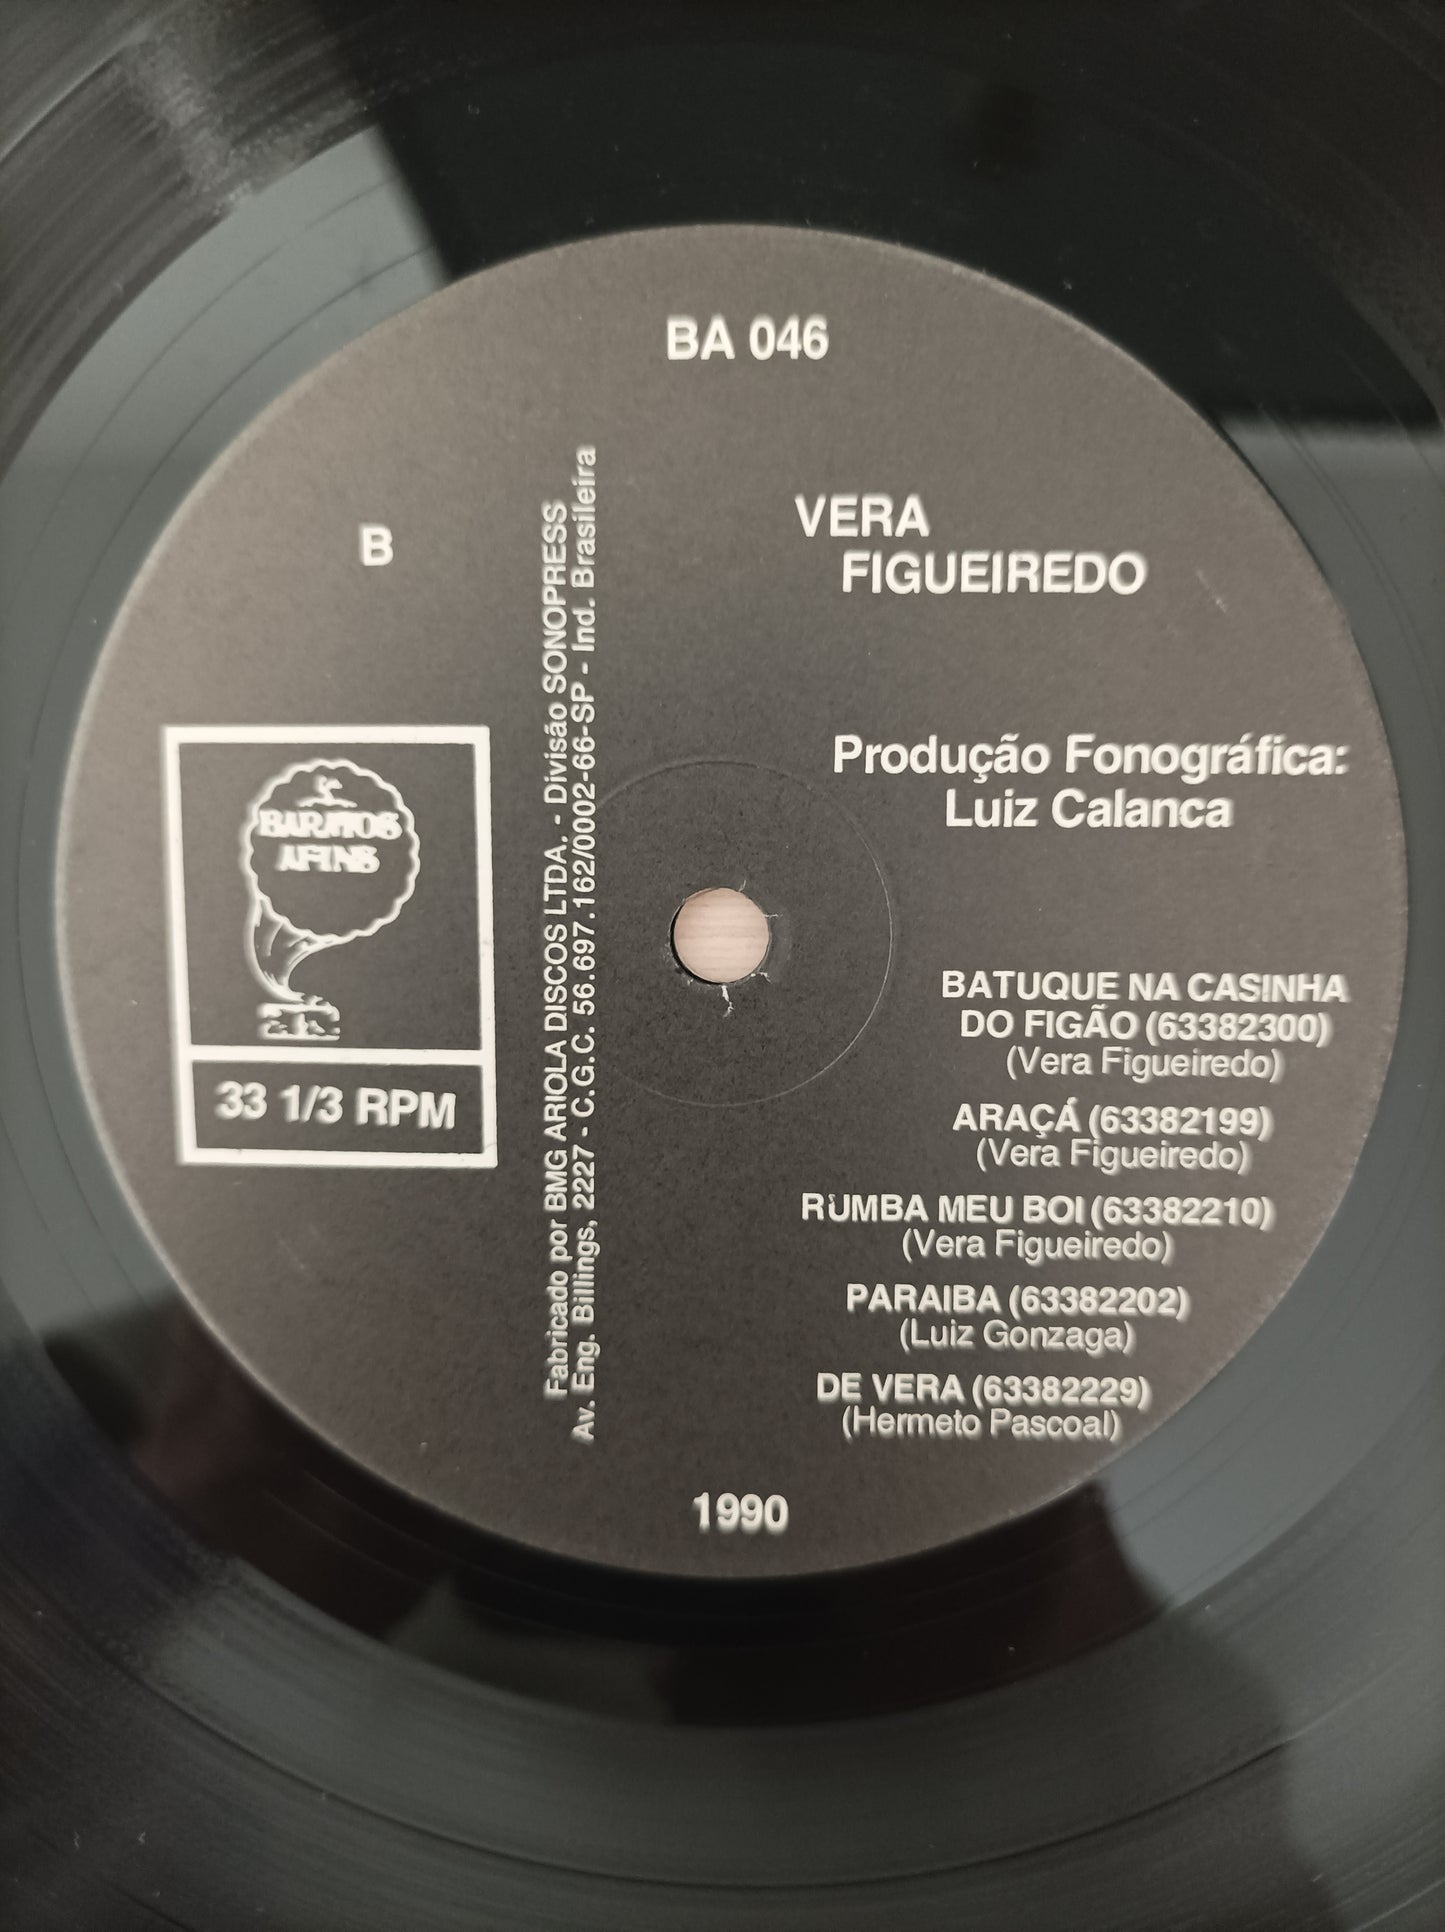 BA 046
B
VERA
FIGUEIREDO
Produção Fonográfica:
Luiz Calanca
BARATOS
AFINS
33 1/3 RPM
Fabricado por BMG ARIOLA DISCOS LTDA. - Divisão SONOPRESS
Av. Eng. Billings, 2227 - C.G.C. 56.697.162/0002-66-SP - Ind. Brasileira
BATUQUE NA CASINHA
DO FIGÃO (63382300)
(Vera Figueiredo)
ARAÇÁ (63382199)
(Vera Figueiredo)
RUMBA MEU BOI (63382210)
(Vera Figueiredo)
PARAIBA (63382202)
(Luiz Gonzaga)
DE VERA (63382229)
(Hermeto Pascoal)
1990